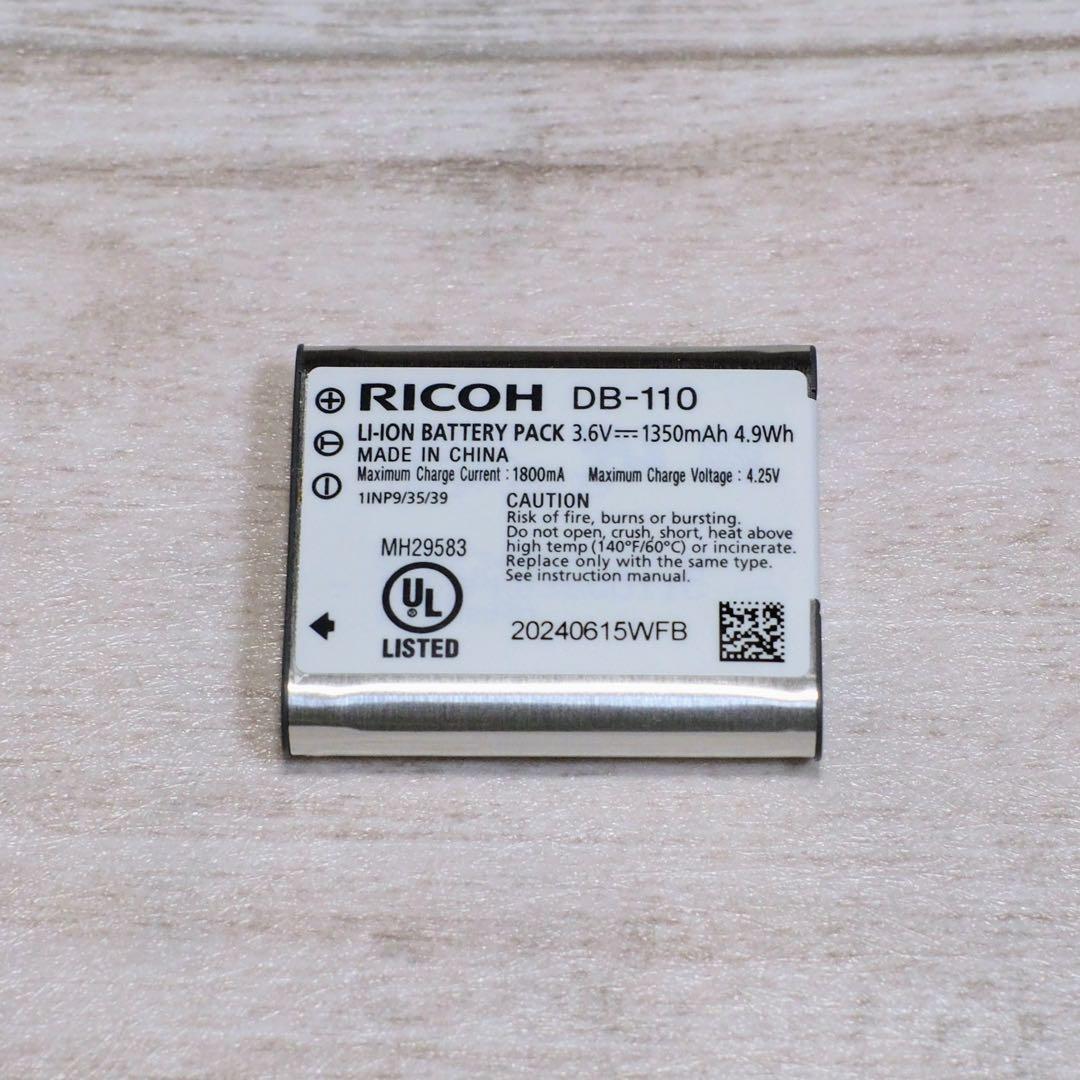 RICOH DB-110
LI-ION BATTERY PACK 3.6V⎓1350mAh 4.9Wh
MADE IN CHINA
Maximum Charge Current : 1800mA Maximum Charge Voltage : 4.25V
1INP9/35/39
CAUTION
Risk of fire, burns or bursting.
Do not open, crush, short, heat above
high temp (140°F/60°C) or incinerate.
Replace only with the same type.
See instruction manual.
MH29583
UL
®
LISTED
20240615WFB
+
T
-